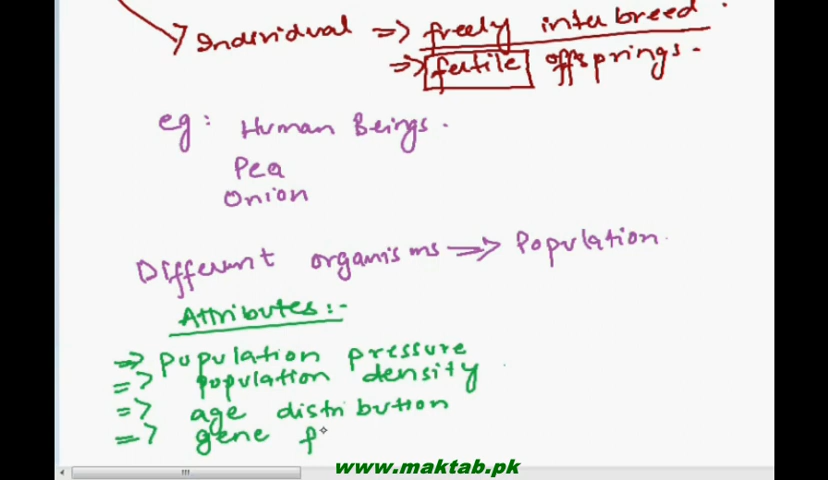 Individual => freely interbreed.
=> fertile offsprings.
eg: Human Beings.
Pea
Onion
Different organisms => Population.
Attributes:-
=> population pressure
=> population density
=> age distribution
=> gene f
www.maktab.pk